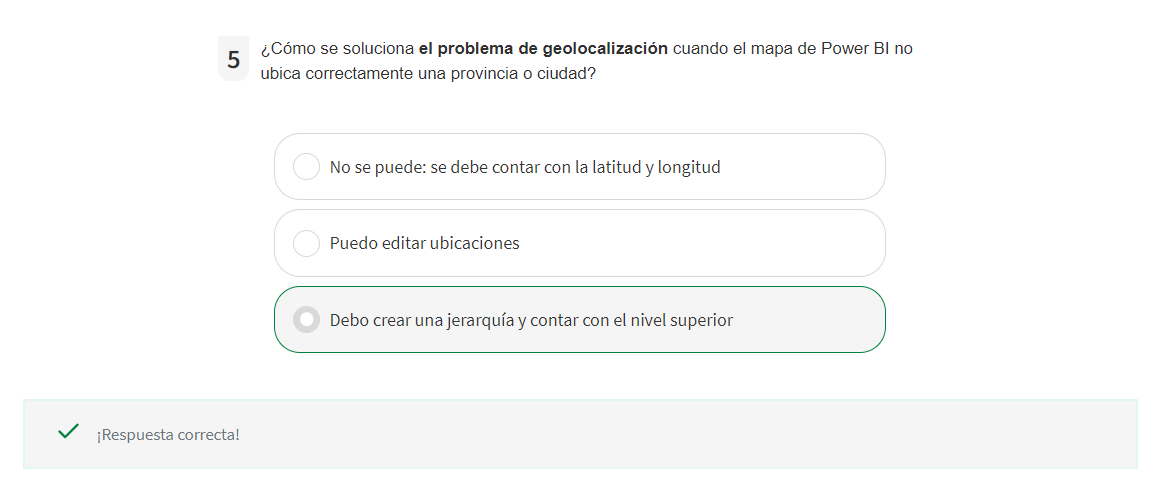 5
¿Cómo se soluciona el problema de geolocalización cuando el mapa de Power BI no
ubica correctamente una provincia o ciudad?
No se puede: se debe contar con la latitud y longitud
Puedo editar ubicaciones
Debo crear una jerarquía y contar con el nivel superior
¡Respuesta correcta!